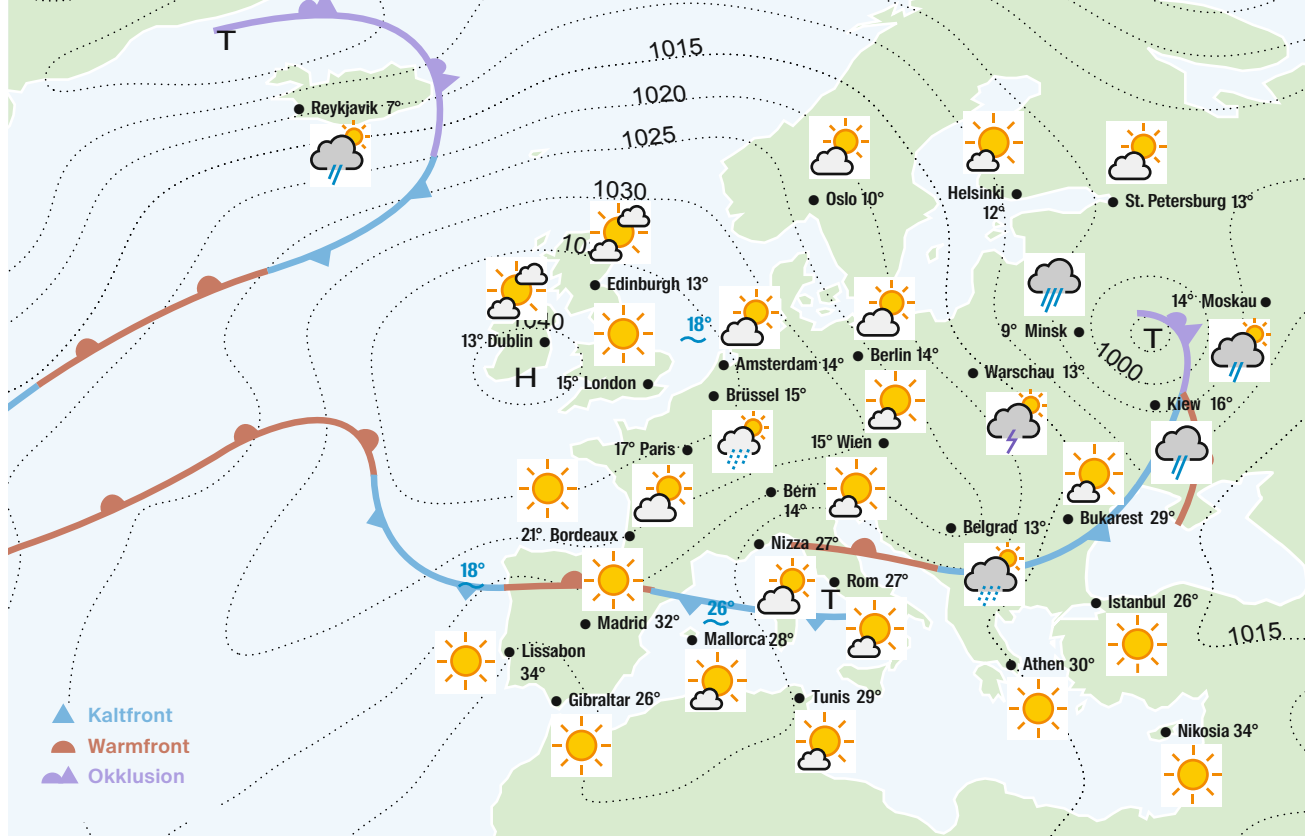 T
1015
Reykjavik 7°
1020
1025
1030
Oslo 10°
Helsinki
12°
St. Petersburg 13°
10
Edinburgh 13°
1040
18°
14° Moskau
13° Dublin
9° Minsk
T
1000
H
15° London
Amsterdam 14°
Berlin 14°
Warschau 13°
Brüssel 15°
Kiew 16°
17° Paris
15° Wien
Bern
14°
21° Bordeaux
Nizza 27°
Belgrad 13°
Bukarest 29°
18°
Rom 27°
T
26°
Madrid 32°
Mallorca 28°
Istanbul 26°
1015
Lissabon
34°
Athen 30°
Gibraltar 26°
Tunis 29°
Nikosia 34°
Kaltfront
Warmfront
Okklusion